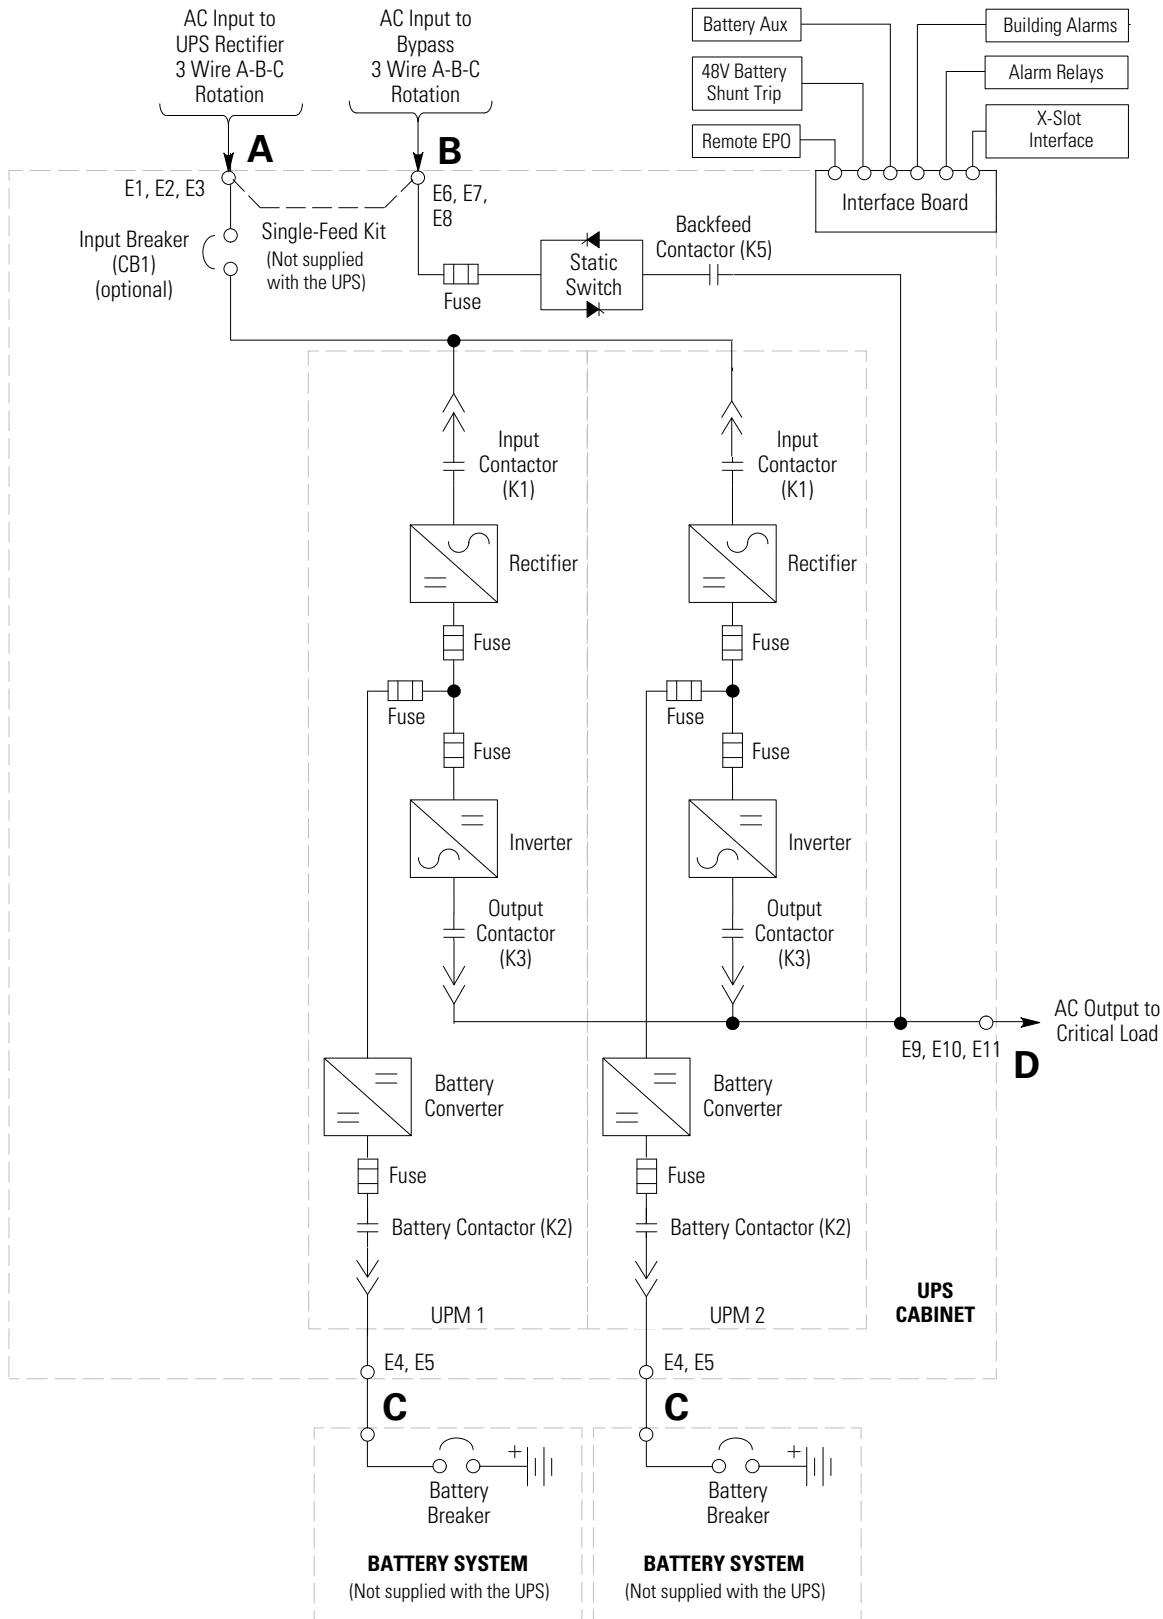 AC Input to
UPS Rectifier
3 Wire A-B-C
Rotation
AC Input to
Bypass
3 Wire A-B-C
Rotation
Battery Aux
48V Battery
Shunt Trip
Remote EPO
Building Alarms
Alarm Relays
X-Slot
Interface
A
B
E1, E2, E3
E6, E7,
E8
Interface Board
Input Breaker
(CB1)
(optional)
Single-Feed Kit
(Not supplied
with the UPS)
Fuse
Static
Switch
Backfeed
Contactor (K5)
Input
Contactor
(K1)
Input
Contactor
(K1)
Rectifier
Rectifier
Fuse
Fuse
Fuse
Fuse
Fuse
Fuse
Inverter
Inverter
Output
Contactor
(K3)
Output
Contactor
(K3)
AC Output to
Critical Load
E9, E10, E11
D
Battery
Converter
Battery
Converter
Fuse
Fuse
Battery Contactor (K2)
Battery Contactor (K2)
UPM 1
UPM 2
UPS
CABINET
E4, E5
E4, E5
C
C
+
+
Battery
Breaker
Battery
Breaker
BATTERY SYSTEM
(Not supplied with the UPS)
BATTERY SYSTEM
(Not supplied with the UPS)